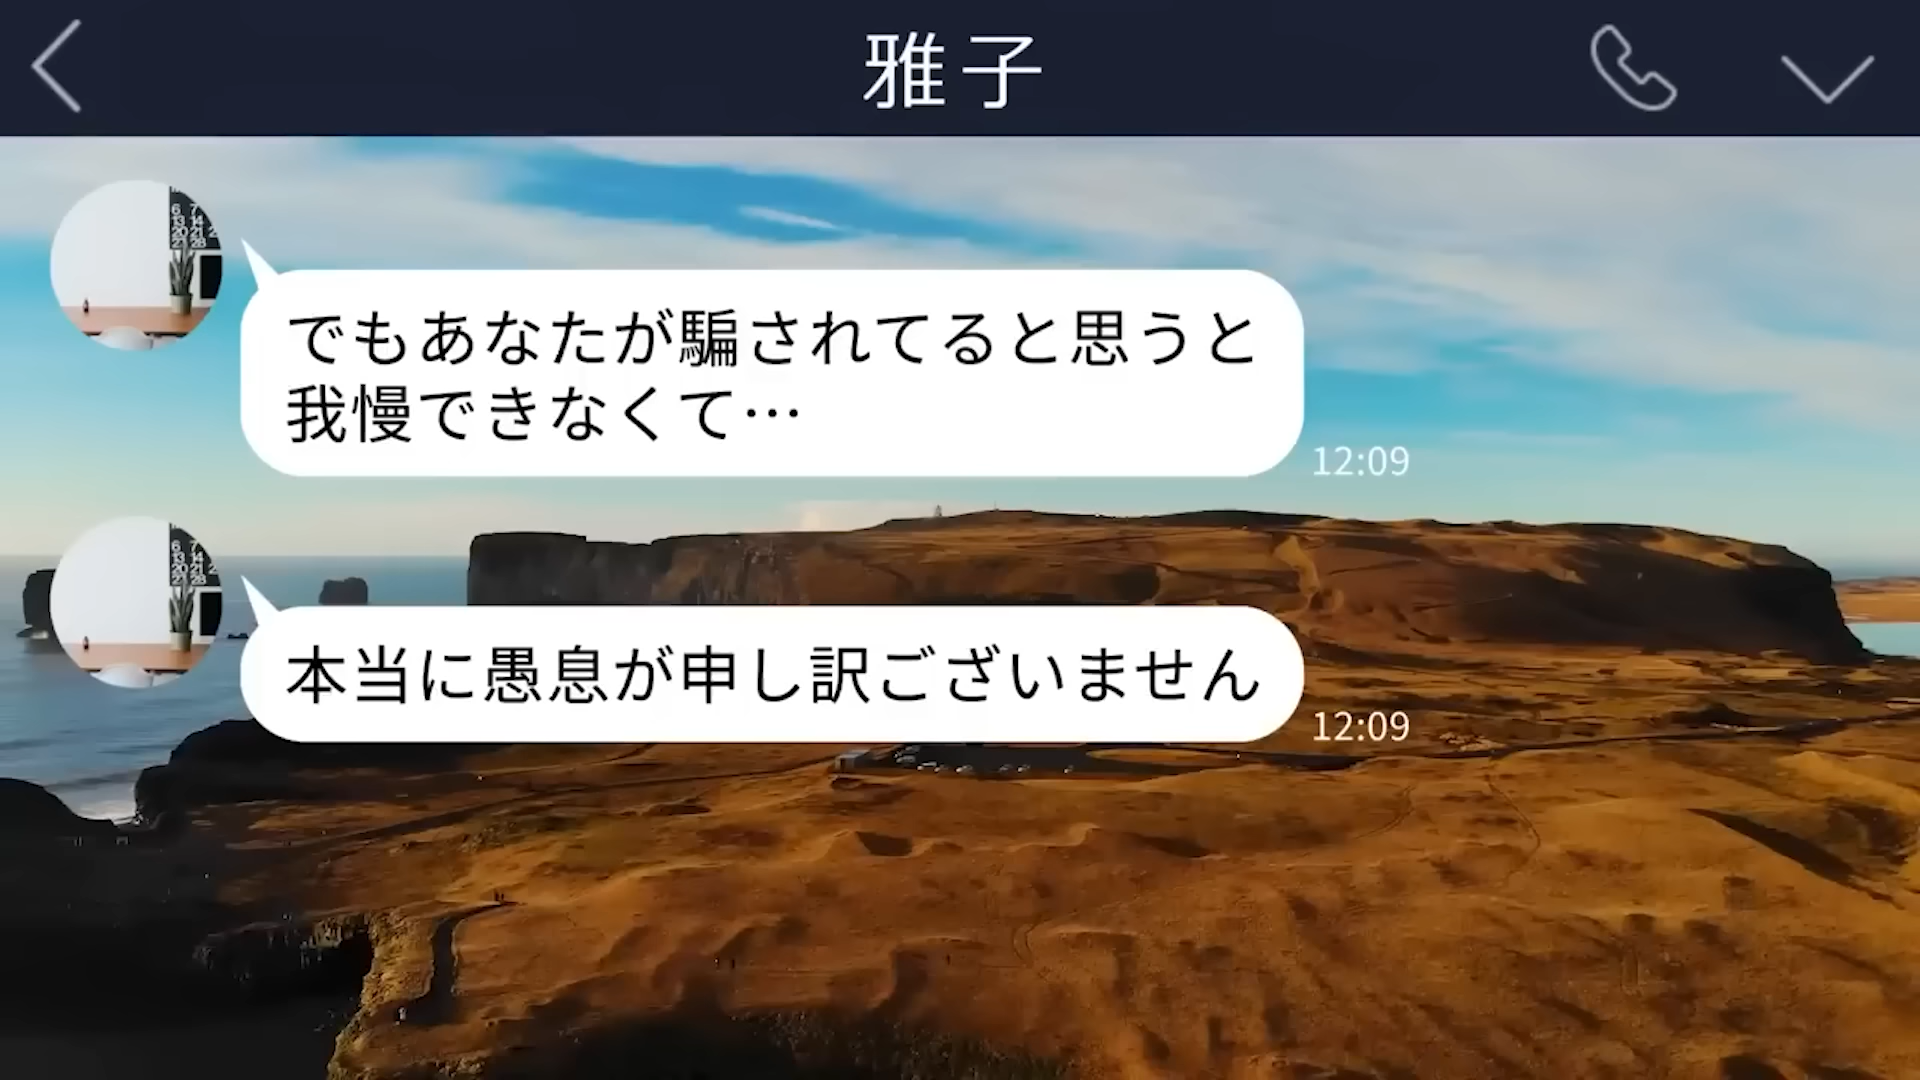 雅子
でもあなたが騙されてると思うと
我慢できなくて…
12:09
本当に愚息が申し訳ございません
12:09